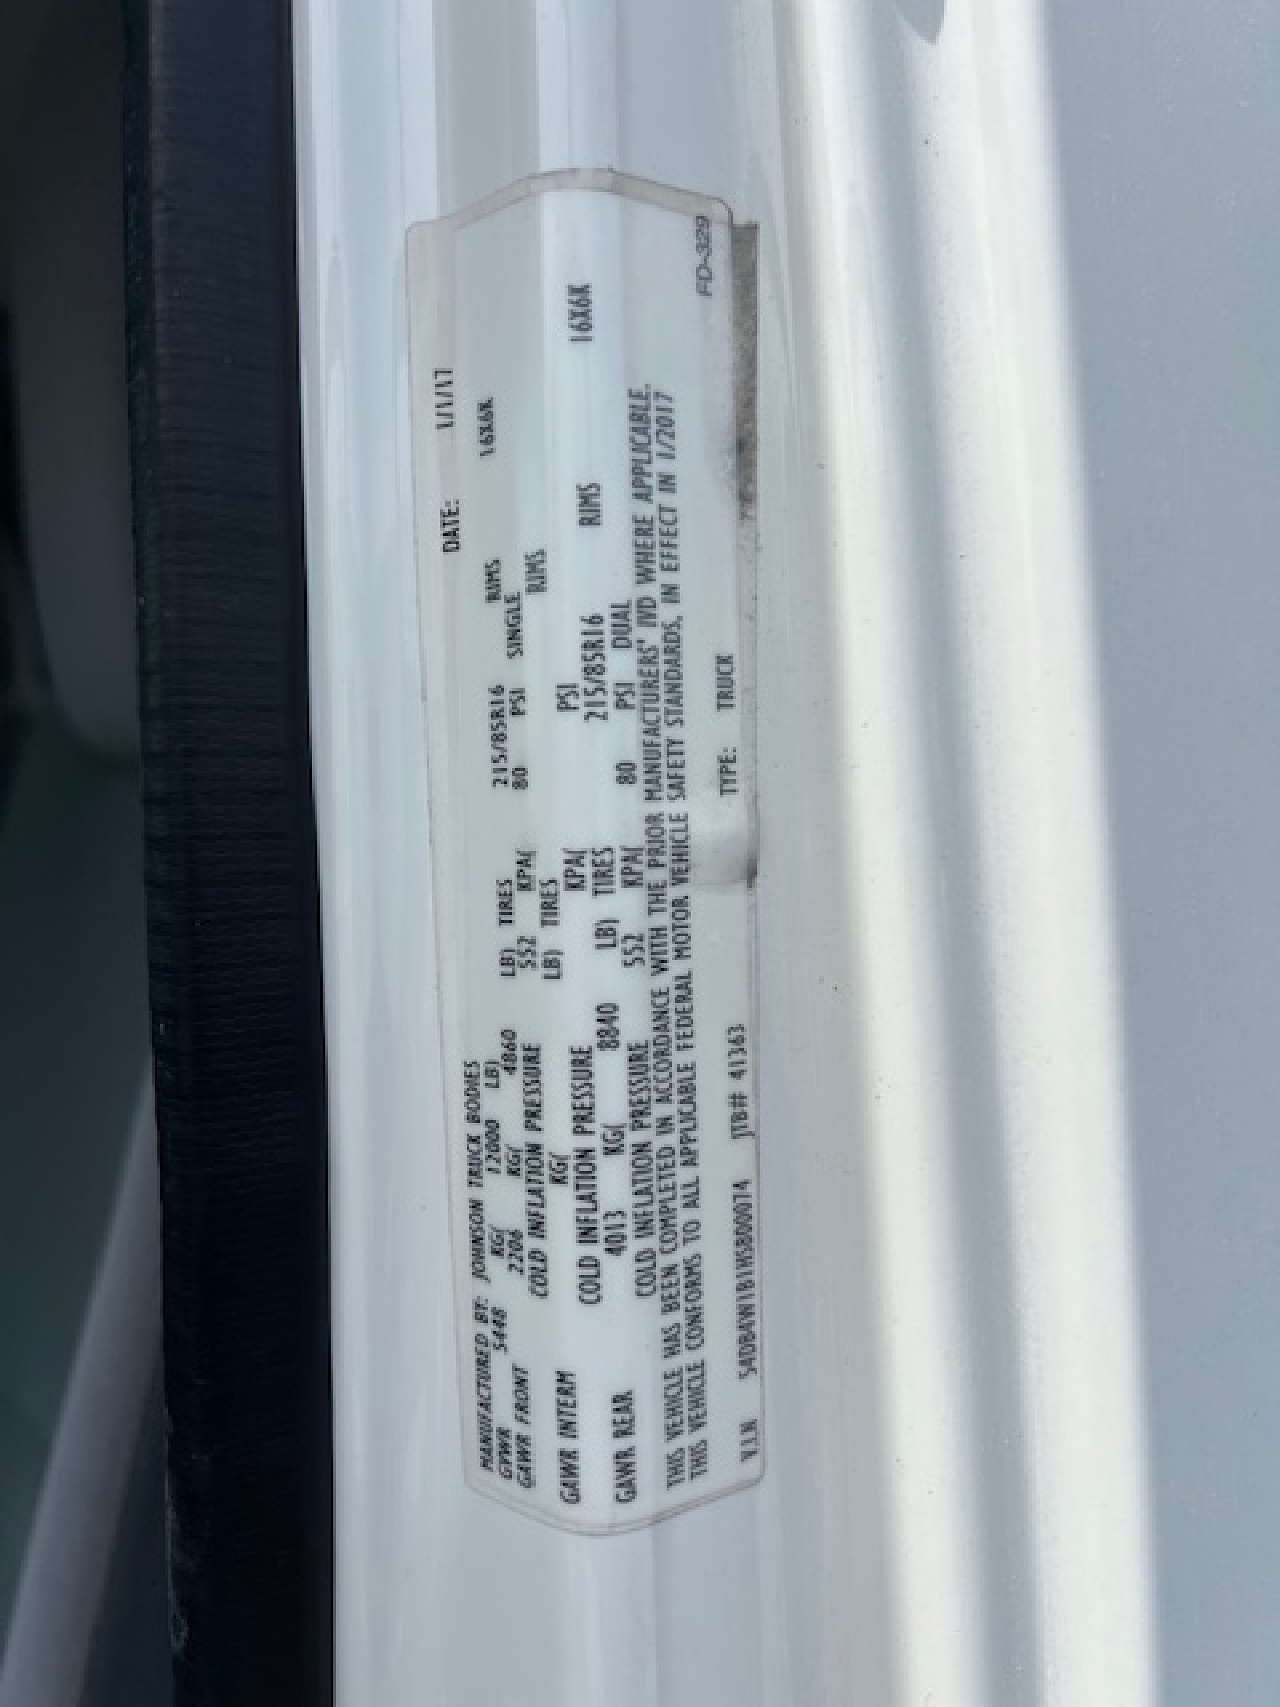 DATE: 1/1/17
MANUFACTURED BY: JOHNSON TRUCK BODIES
GVWR 5448 KG( 12000 LB)
GAWR FRONT 2206 KG( 4860 LB) TIRES 215/85R16 RIMS 16X6K
COLD INFLATION PRESSURE 552 KPA( 80 PSI SINGLE
GAWR INTERM KG( LB) TIRES RIMS
COLD INFLATION PRESSURE KPA( PSI
GAWR REAR 4013 KG( 8840 LB) TIRES 215/85R16 RIMS 16X6K
COLD INFLATION PRESSURE 552 KPA( 80 PSI DUAL
THIS VEHICLE HAS BEEN COMPLETED IN ACCORDANCE WITH THE PRIOR MANUFACTURERS' IVD WHERE APPLICABLE.
THIS VEHICLE CONFORMS TO ALL APPLICABLE FEDERAL MOTOR VEHICLE SAFETY STANDARDS, IN EFFECT IN 1/2017
V.I.N 54DB4W1B1HS800074 JTB# 41363 TYPE: TRUCK
FD-329